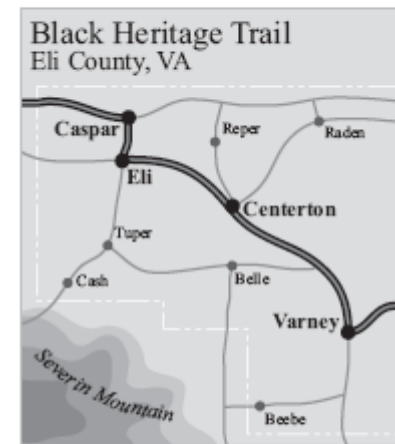 Black Heritage Trail
Eli County, VA
Caspar
Reper
Raden
Eli
Centerton
Tuper
Cash
Belle
Varney
Severin Mountain
Beebe